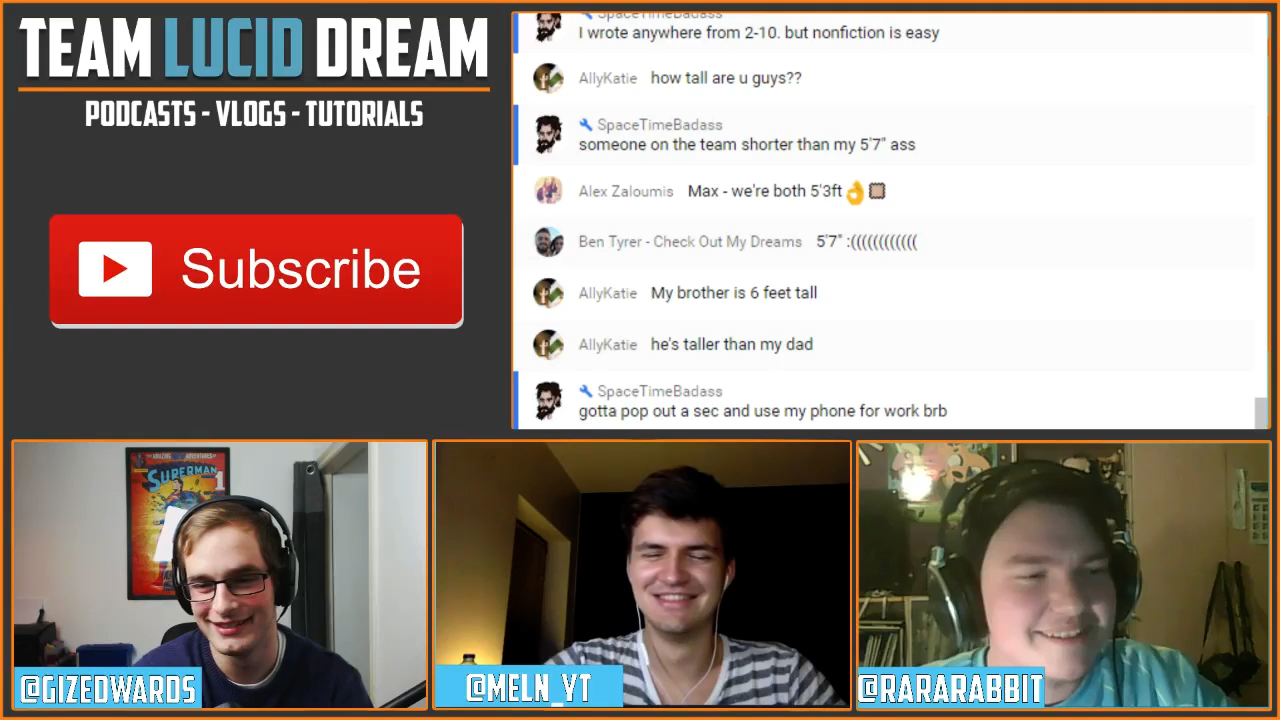 TEAM LUCID DREAM
PODCASTS - VLOGS - TUTORIALS
Subscribe
SpaceTimeBadass
I wrote anywhere from 2-10. but nonfiction is easy
AllyKatie how tall are u guys??
SpaceTimeBadass
someone on the team shorter than my 5'7" ass
Alex Zaloumis Max - we're both 5'3ft👌
Ben Tyrer - Check Out My Dreams 5'7" :((((((((((((
AllyKatie My brother is 6 feet tall
AllyKatie he's taller than my dad
SpaceTimeBadass
gotta pop out a sec and use my phone for work brb
SUPERMAN
1
@GIZEDWARDS
@MELN_YT
@RARARABBIT